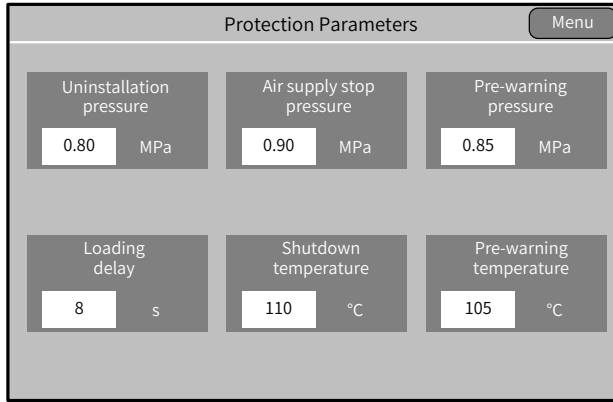 Protection Parameters
Menu
Uninstallation
pressure
0.80 MPa
Air supply stop
pressure
0.90 MPa
Pre-warning
pressure
0.85 MPa
Loading
delay
8 s
Shutdown
temperature
110 °C
Pre-warning
temperature
105 °C